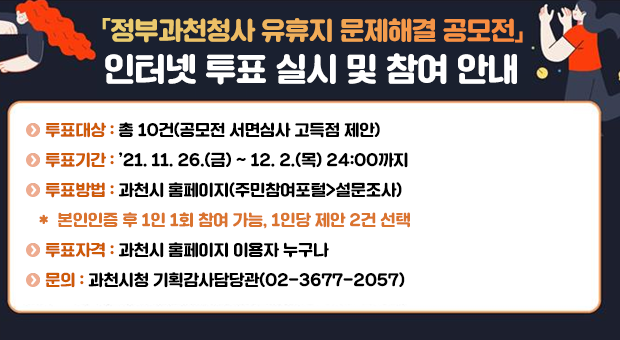 「정부과천청사 유휴지 문제해결 공모전」
인터넷 투표 실시 및 참여 안내
투표대상 : 총 10건(공모전 서면심사 고득점 제안)
투표기간 : ’21. 11. 26.(금) ~ 12. 2.(목) 24:00까지
투표방법 : 과천시 홈페이지(주민참여포털>설문조사)
* 본인인증 후 1인 1회 참여 가능, 1인당 제안 2건 선택
투표자격 : 과천시 홈페이지 이용자 누구나
문의 : 과천시청 기획감사담당관(02-3677-2057)